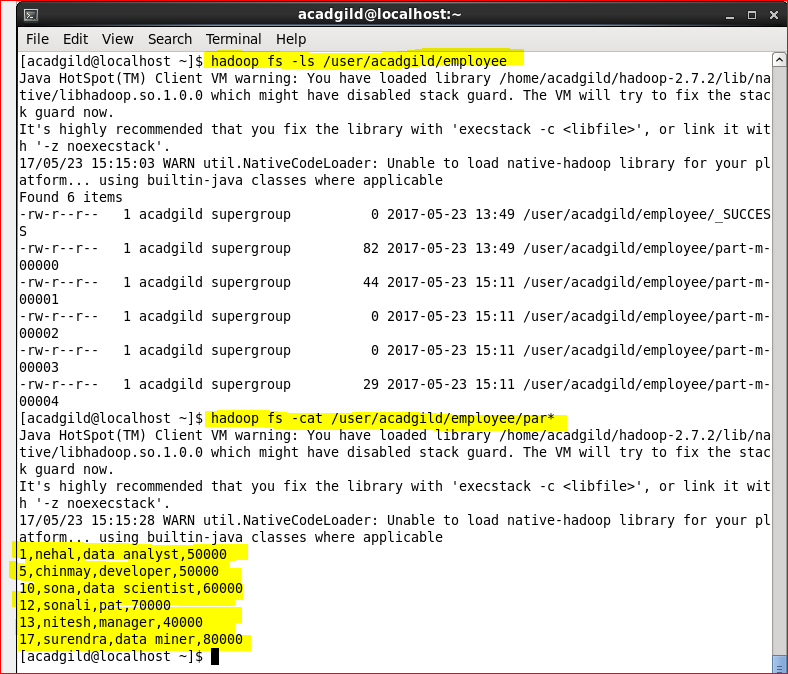 acadgild@localhost:~
File Edit View Search Terminal Help
[acadgild@localhost ~]$ hadoop fs -ls /user/acadgild/employee
Java HotSpot(TM) Client VM warning: You have loaded library /home/acadgild/hadoop-2.7.2/lib/na
tive/libhadoop.so.1.0.0 which might have disabled stack guard. The VM will try to fix the stac
k guard now.
It's highly recommended that you fix the library with 'execstack -c <libfile>', or link it wit
h '-z noexecstack'.
17/05/23 15:15:03 WARN util.NativeCodeLoader: Unable to load native-hadoop library for your pl
atform... using builtin-java classes where applicable
Found 6 items
-rw-r--r--   1 acadgild supergroup          0 2017-05-23 13:49 /user/acadgild/employee/_SUCCES
S
-rw-r--r--   1 acadgild supergroup         82 2017-05-23 13:49 /user/acadgild/employee/part-m-
00000
-rw-r--r--   1 acadgild supergroup         44 2017-05-23 15:11 /user/acadgild/employee/part-m-
00001
-rw-r--r--   1 acadgild supergroup          0 2017-05-23 15:11 /user/acadgild/employee/part-m-
00002
-rw-r--r--   1 acadgild supergroup          0 2017-05-23 15:11 /user/acadgild/employee/part-m-
00003
-rw-r--r--   1 acadgild supergroup         29 2017-05-23 15:11 /user/acadgild/employee/part-m-
00004
[acadgild@localhost ~]$ hadoop fs -cat /user/acadgild/employee/par*
Java HotSpot(TM) Client VM warning: You have loaded library /home/acadgild/hadoop-2.7.2/lib/na
tive/libhadoop.so.1.0.0 which might have disabled stack guard. The VM will try to fix the stac
k guard now.
It's highly recommended that you fix the library with 'execstack -c <libfile>', or link it wit
h '-z noexecstack'.
17/05/23 15:15:28 WARN util.NativeCodeLoader: Unable to load native-hadoop library for your pl
atform... using builtin-java classes where applicable
1,nehal,data analyst,50000
5,chinmay,developer,50000
10,sona,data scientist,60000
12,sonali,pat,70000
13,nitesh,manager,40000
17,surendra,data miner,80000
[acadgild@localhost ~]$